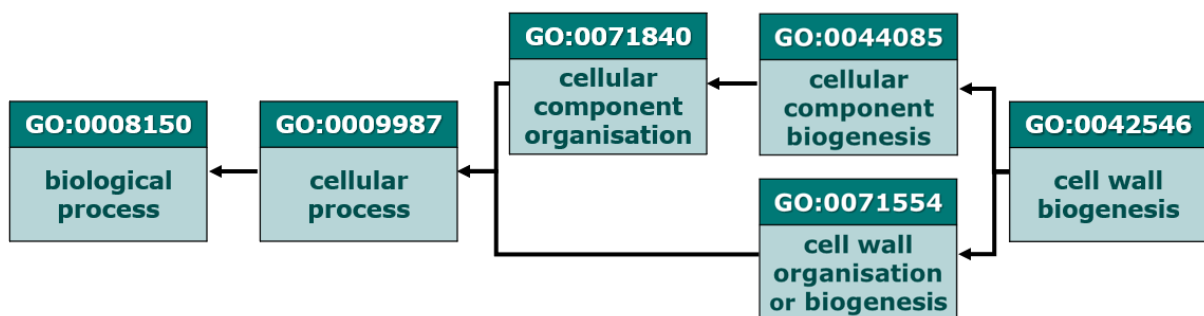 GO:0008150
biological
process
GO:0009987
cellular
process
GO:0071840
cellular
component
organisation
GO:0044085
cellular
component
biogenesis
GO:0071554
cell wall
organisation
or biogenesis
GO:0042546
cell wall
biogenesis